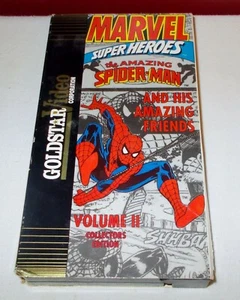 MARVEL
SUPER HEROES
the AMAZING
SPIDER-MAN
AND HIS
AMAZING
FRIENDS
VOLUME II
COLLECTORS
EDITION
GOLDSTAR Video
CORPORATION